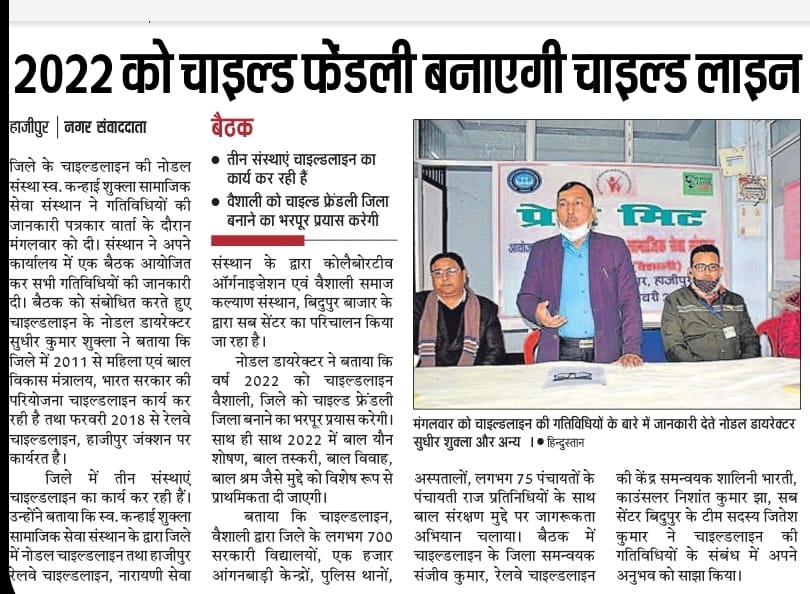 2022 को चाइल्ड फेंडली बनाएगी चाइल्ड लाइन
हाजीपुर | नगर संवाददाता
जिले के चाइल्डलाइन की नोडल
संस्था स्व. कन्हाई शुक्ला सामाजिक
सेवा संस्थान ने गतिविधियों की
जानकारी पत्रकार वार्ता के दौरान
मंगलवार को दी। संस्थान ने अपने
कार्यालय में एक बैठक आयोजित
कर सभी गतिविधियों की जानकारी
दी। बैठक को संबोधित करते हुए
चाइल्डलाइन के नोडल डायरेक्टर
सुधीर कुमार शुक्ला ने बताया कि
जिले में 2011 से महिला एवं बाल
विकास मंत्रालय, भारत सरकार की
परियोजना चाइल्डलाइन कार्य कर
रही है तथा फरवरी 2018 से रेलवे
चाइल्डलाइन, हाजीपुर जंक्शन पर
कार्यरत है।
जिले में तीन संस्थाएं
चाइल्डलाइन का कार्य कर रही हैं।
उन्होंने बताया कि स्व. कन्हाई शुक्ला
सामाजिक सेवा संस्थान के द्वारा जिले
में नोडल चाइल्डलाइन तथा हाजीपुर
रेलवे चाइल्डलाइन, नारायणी सेवा
बैठक
• तीन संस्थाएं चाइल्डलाइन का
कार्य कर रही हैं
• वैशाली को चाइल्ड फ्रेंडली जिला
बनाने का भरपूर प्रयास करेगी
संस्थान के द्वारा कोलैबोरटीव
ऑर्गनाइज़ेशन एवं वैशाली समाज
कल्याण संस्थान, बिदुपुर बाजार के
द्वारा सब सेंटर का परिचालन किया
जा रहा है।
नोडल डायरेक्टर ने बताया कि
वर्ष 2022 को चाइल्डलाइन
वैशाली, जिले को चाइल्ड फ्रेंडली
जिला बनाने का भरपूर प्रयास करेगी।
साथ ही साथ 2022 में बाल यौन
शोषण, बाल तस्करी, बाल विवाह,
बाल श्रम जैसे मुद्दे को विशेष रूप से
प्राथमिकता दी जाएगी।
बताया कि चाइल्डलाइन,
वैशाली द्वारा जिले के लगभग 700
सरकारी विद्यालयों, एक हजार
आंगनबाड़ी केन्द्रों, पुलिस थानों,
प्रेस मिट
सामाजिक सेवा
(वैशाली)
हाजीपुर
मंगलवार को चाइल्डलाइन की गतिविधियों के बारे में जानकारी देते नोडल डायरेक्टर
सुधीर शुक्ला और अन्य । • हिन्दुस्तान
अस्पतालों, लगभग 75 पंचायतों के
पंचायती राज प्रतिनिधियों के साथ
बाल संरक्षण मुद्दे पर जागरूकता
अभियान चलाया। बैठक में
चाइल्डलाइन के जिला समन्वयक
संजीव कुमार, रेलवे चाइल्डलाइन
की केंद्र समन्वयक शालिनी भारती,
काउंसलर निशांत कुमार झा, सब
सेंटर बिदुपुर के टीम सदस्य जितेश
कुमार ने चाइल्डलाइन की
गतिविधियों के संबंध में अपने
अनुभव को साझा किया।